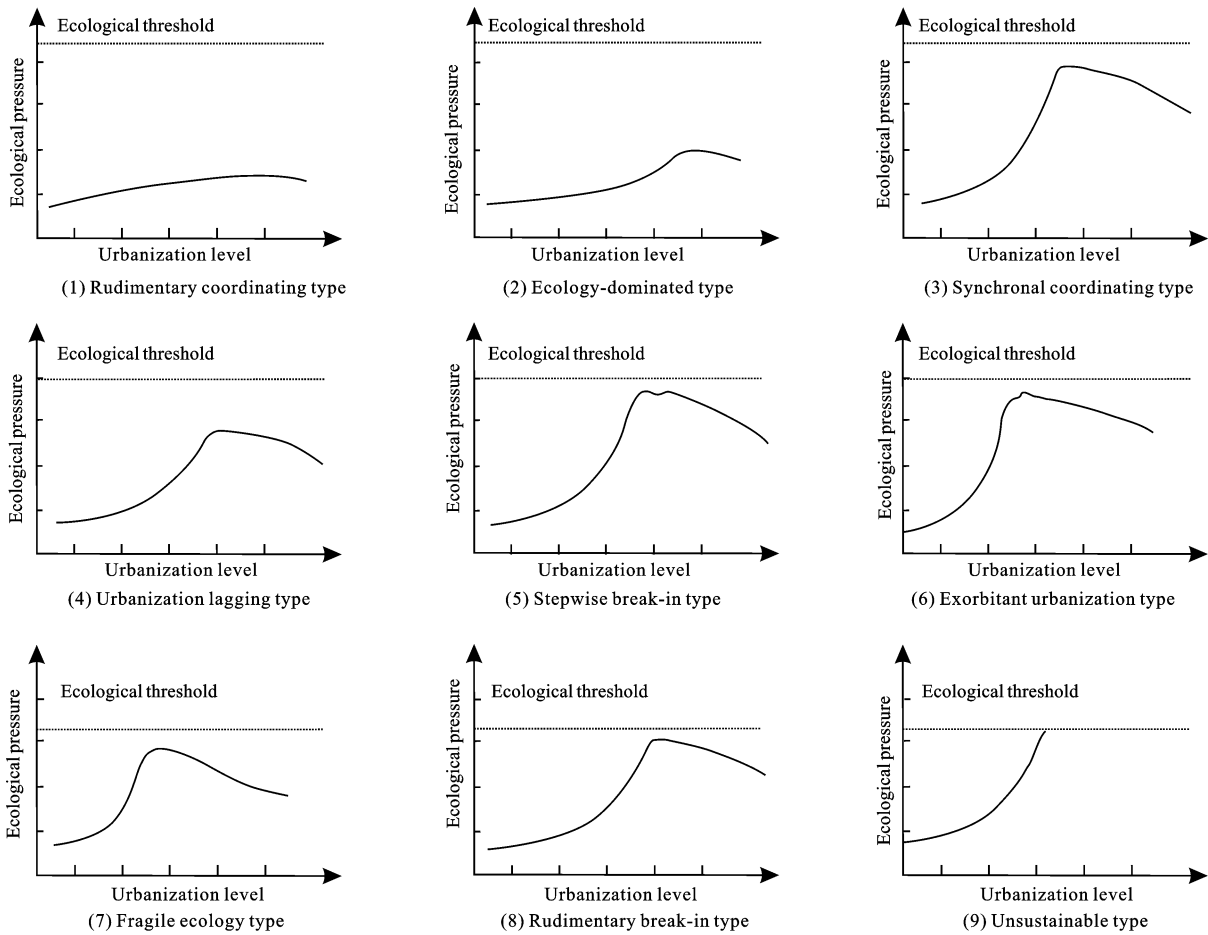 Ecological threshold
Ecological pressure
Urbanization level
(1) Rudimentary coordinating type
Ecological threshold
Ecological pressure
Urbanization level
(2) Ecology-dominated type
Ecological threshold
Ecological pressure
Urbanization level
(3) Synchronal coordinating type
Ecological threshold
Ecological pressure
Urbanization level
(4) Urbanization lagging type
Ecological threshold
Ecological pressure
Urbanization level
(5) Stepwise break-in type
Ecological threshold
Ecological pressure
Urbanization level
(6) Exorbitant urbanization type
Ecological threshold
Ecological pressure
Urbanization level
(7) Fragile ecology type
Ecological threshold
Ecological pressure
Urbanization level
(8) Rudimentary break-in type
Ecological threshold
Ecological pressure
Urbanization level
(9) Unsustainable type